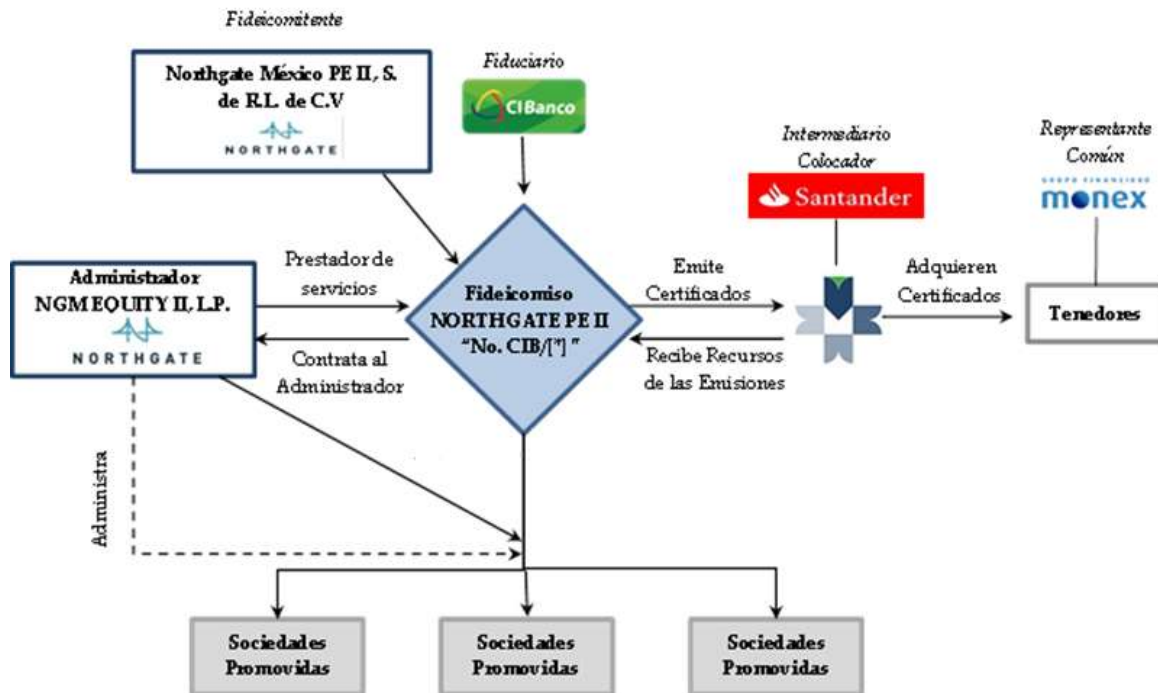 Fideicomitente
Northgate México PE II, S.
de R.L. de C.V
NORTHGATE
Fiduciario
CIBanco
Intermediario
Colocador
Santander
Representante
Común
GRUPO FINANCIERO
monex
Administrador
NGM EQUITY II, L.P.
NORTHGATE
Prestador de
servicios
Contrata al
Administrador
Fideicomiso
NORTHGATE PE II
“No. CIB/[*] ”
Emite
Certificados
Recibe Recursos
de las Emisiones
Adquieren
Certificados
Tenedores
Administra
Sociedades
Promovidas
Sociedades
Promovidas
Sociedades
Promovidas